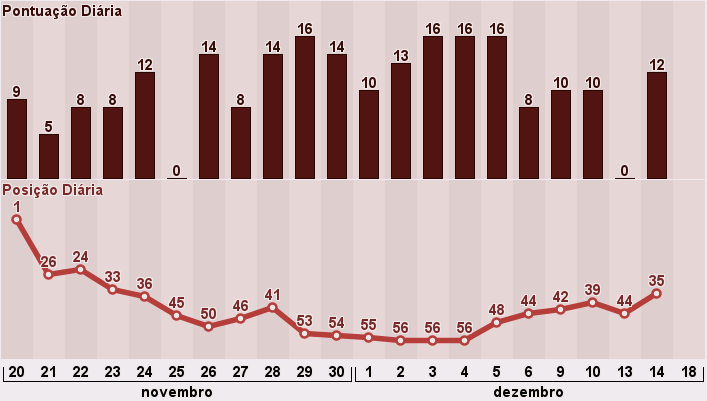 Pontuação Diária
9 5 8 8 12 0 14 8 14 16 14 10 13 16 16 16 8 10 10 0 12
Posição Diária
1 26 24 33 36 45 50 46 41 53 54 55 56 56 56 48 44 42 39 44 35
20 21 22 23 24 25 26 27 28 29 30 1 2 3 4 5 6 9 10 13 14 18
novembro dezembro